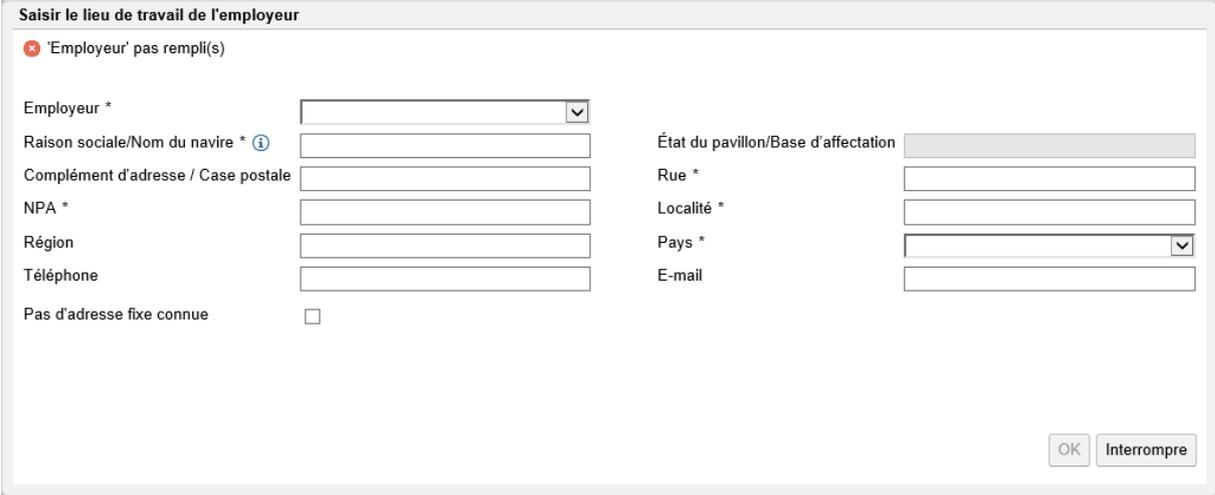 Saisir le lieu de travail de l'employeur
'Employeur' pas rempli(s)
Employeur *
Raison sociale/Nom du navire * État du pavillon/Base d'affectation
Complément d'adresse / Case postale Rue *
NPA * Localité *
Région Pays *
Téléphone E-mail
Pas d'adresse fixe connue
OK Interrompre